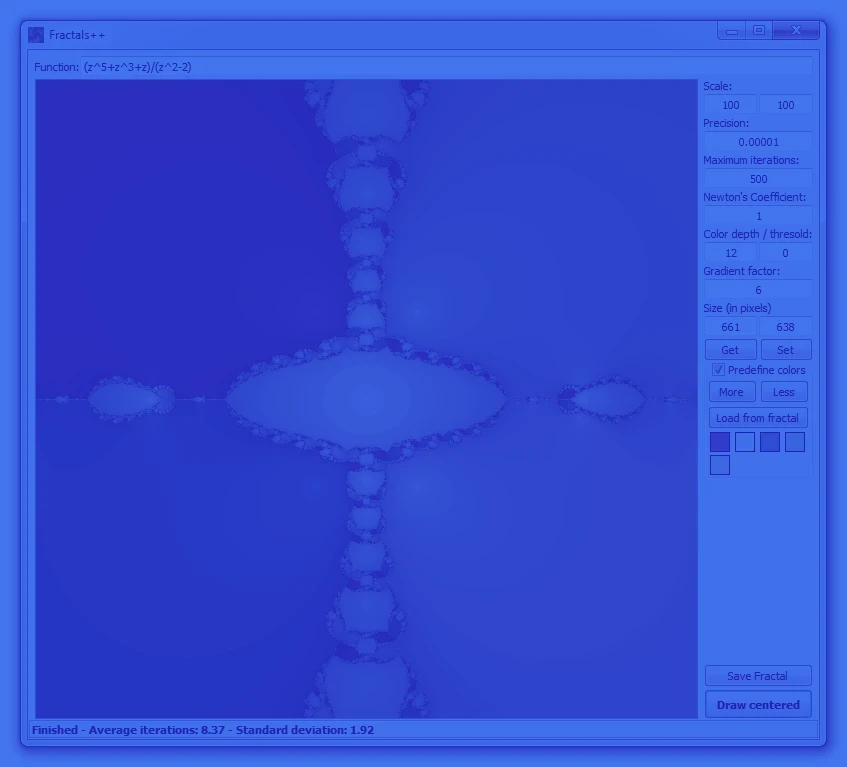 Fractals++
Function: (z^5+z^3+z)/(z^2-2)
Scale:
100 100
Precision:
0.00001
Maximum iterations:
500
Newton's Coefficient:
1
Color depth / thresold:
12 0
Gradient factor:
6
Size (in pixels)
661 638
Get Set
Predefine colors
More Less
Load from fractal
Save Fractal
Draw centered
Finished - Average iterations: 8.37 - Standard deviation: 1.92